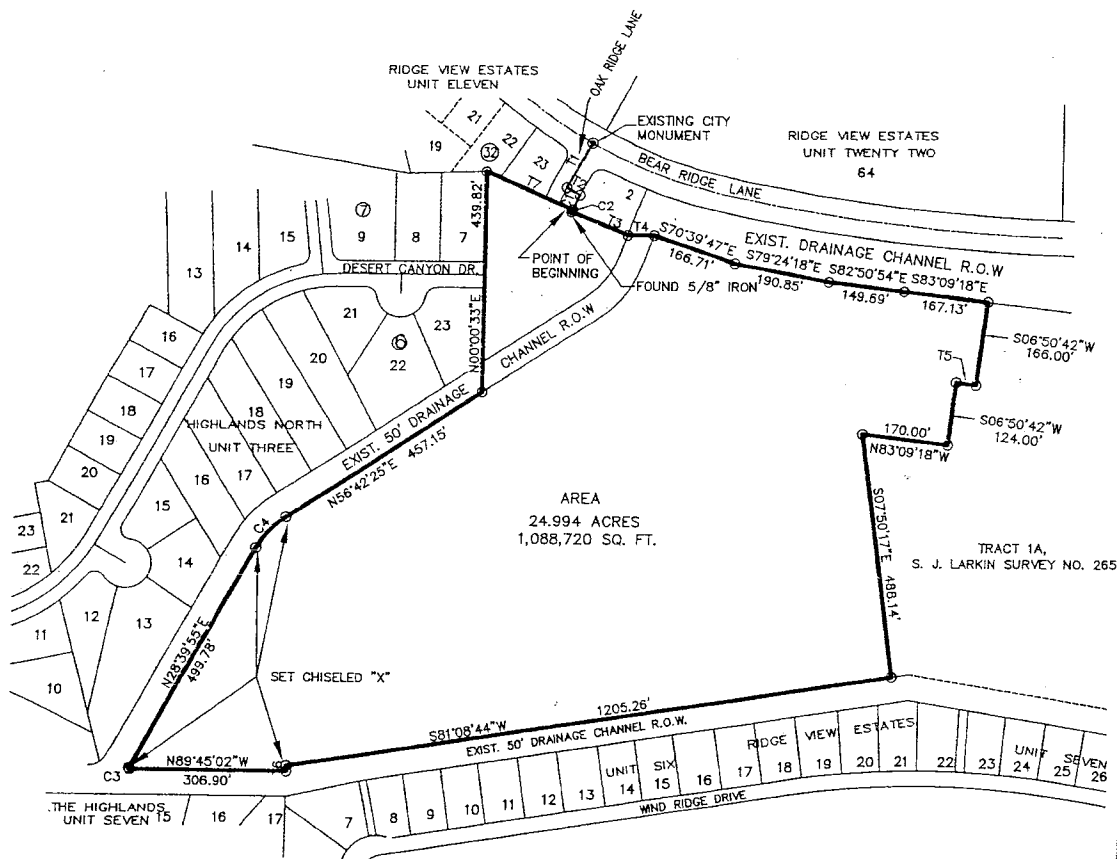 RIDGE VIEW ESTATES
UNIT ELEVEN
OAK RIDGE LANE
EXISTING CITY
MONUMENT
RIDGE VIEW ESTATES
UNIT TWENTY TWO
64
BEAR RIDGE LANE
21
22
19
23
32
T1
T2
2
T7
C2
T3
T4
439.82'
N00°00'33"E
POINT OF
BEGINNING
FOUND 5/8" IRON
S70°39'47"E
166.71'
S79°24'18"E
190.85'
S82°50'54"E
149.69'
S83°09'18"E
167.13'
EXIST. DRAINAGE CHANNEL R.O.W
S06°50'42"W
166.00'
T5
S06°50'42"W
124.00'
170.00'
N83°09'18"W
7
13
14
15
9
8
7
DESERT CANYON DR.
16
17
18
19
20
21
20
19
18
17
16
15
14
13
12
21
22
23
6
HIGHLANDS NORTH
UNIT THREE
23
22
11
10
EXIST. 50' DRAINAGE
CHANNEL R.O.W
N56°42'25"E 457.15'
C4
N28°39'55"E
499.78'
AREA
24.994 ACRES
1,088,720 SQ. FT.
S07°50'17"E 488.14'
TRACT 1A,
S. J. LARKIN SURVEY NO. 265
SET CHISELED "X"
C3
N89°45'02"W
306.90'
S81°08'44"W
1205.26'
EXIST. 50' DRAINAGE CHANNEL R.O.W.
THE HIGHLANDS
UNIT SEVEN
15
16
17
7
8
9
10
11
12
13
14
15
16
17
18
19
20
21
22
23
24
25
26
RIDGE VIEW ESTATES
UNIT SIX
UNIT SEVEN
WIND RIDGE DRIVE